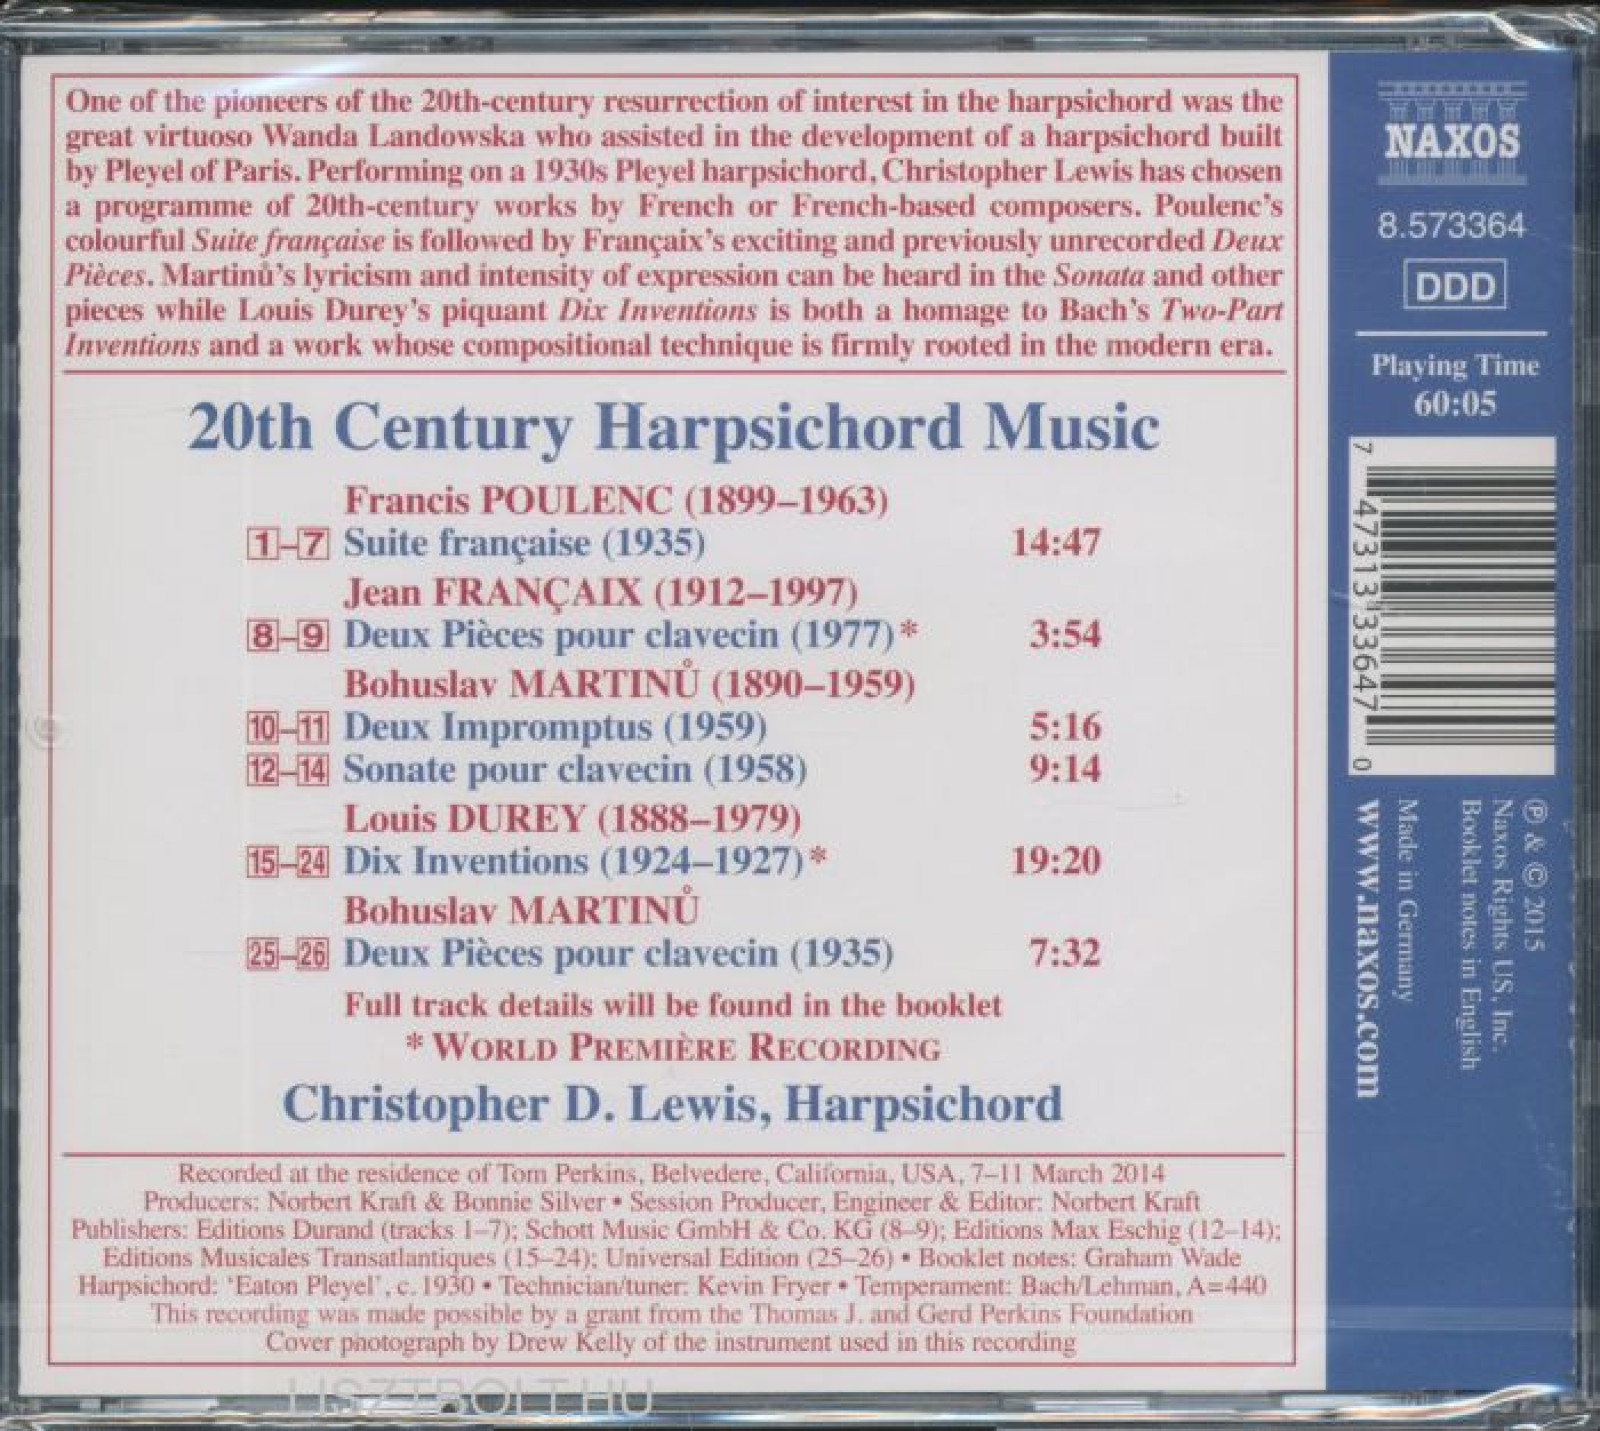 One of the pioneers of the 20th-century resurrection of interest in the harpsichord was the
great virtuoso Wanda Landowska who assisted in the development of a harpsichord built
by Pleyel of Paris. Performing on a 1930s Pleyel harpsichord, Christopher Lewis has chosen
a programme of 20th-century works by French or French-based composers. Poulenc's
colourful Suite française is followed by Françaix's exciting and previously unrecorded Deux
Pièces. Martinů's lyricism and intensity of expression can be heard in the Sonata and other
pieces while Louis Durey's piquant Dix Inventions is both a homage to Bach's Two-Part
Inventions and a work whose compositional technique is firmly rooted in the modern era.
20th Century Harpsichord Music
Francis POULENC (1899–1963)
1–7 Suite française (1935) 14:47
Jean FRANÇAIX (1912–1997)
8–9 Deux Pièces pour clavecin (1977)* 3:54
Bohuslav MARTINŮ (1890–1959)
10–11 Deux Impromptus (1959) 5:16
12–14 Sonate pour clavecin (1958) 9:14
Louis DUREY (1888–1979)
15–24 Dix Inventions (1924–1927)* 19:20
Bohuslav MARTINŮ
25–26 Deux Pièces pour clavecin (1935) 7:32
Full track details will be found in the booklet
* WORLD PREMIÈRE RECORDING
Christopher D. Lewis, Harpsichord
Recorded at the residence of Tom Perkins, Belvedere, California, USA, 7–11 March 2014
Producers: Norbert Kraft & Bonnie Silver • Session Producer, Engineer & Editor: Norbert Kraft
Publishers: Editions Durand (tracks 1–7); Schott Music GmbH & Co. KG (8–9); Editions Max Eschig (12–14);
Editions Musicales Transatlantiques (15–24); Universal Edition (25–26) • Booklet notes: Graham Wade
Harpsichord: 'Eaton Pleyel', c. 1930 • Technician/tuner: Kevin Fryer • Temperament: Bach/Lehman, A=440
This recording was made possible by a grant from the Thomas J. and Gerd Perkins Foundation
Cover photograph by Drew Kelly of the instrument used in this recording
NAXOS
8.573364
DDD
Playing Time
60:05
7 47313 33647 0
℗ & © 2015
Naxos Rights US, Inc.
Booklet notes in English
Made in Germany
www.naxos.com
LISZTBOLT.HU